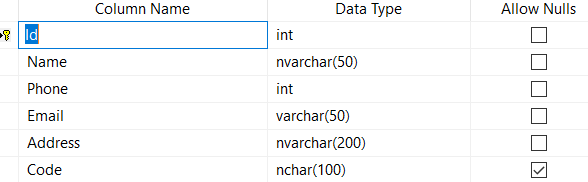 Column Name Data Type Allow Nulls
Id int
Name nvarchar(50)
Phone int
Email varchar(50)
Address nvarchar(200)
Code nchar(100)